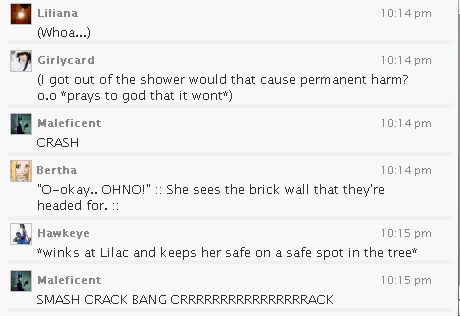 Liliana 10:14 pm
(Whoa...)
Girlycard 10:14 pm
(I got out of the shower would that cause permanent harm?
o.o *prays to god that it wont*)
Maleficent 10:14 pm
CRASH
Bertha 10:14 pm
"O-okay.. OHNO!" :: She sees the brick wall that they're
headed for. ::
Hawkeye 10:15 pm
*winks at Lilac and keeps her safe on a safe spot in the tree*
Maleficent 10:15 pm
SMASH CRACK BANG CRRRRRRRRRRRRRRRRACK